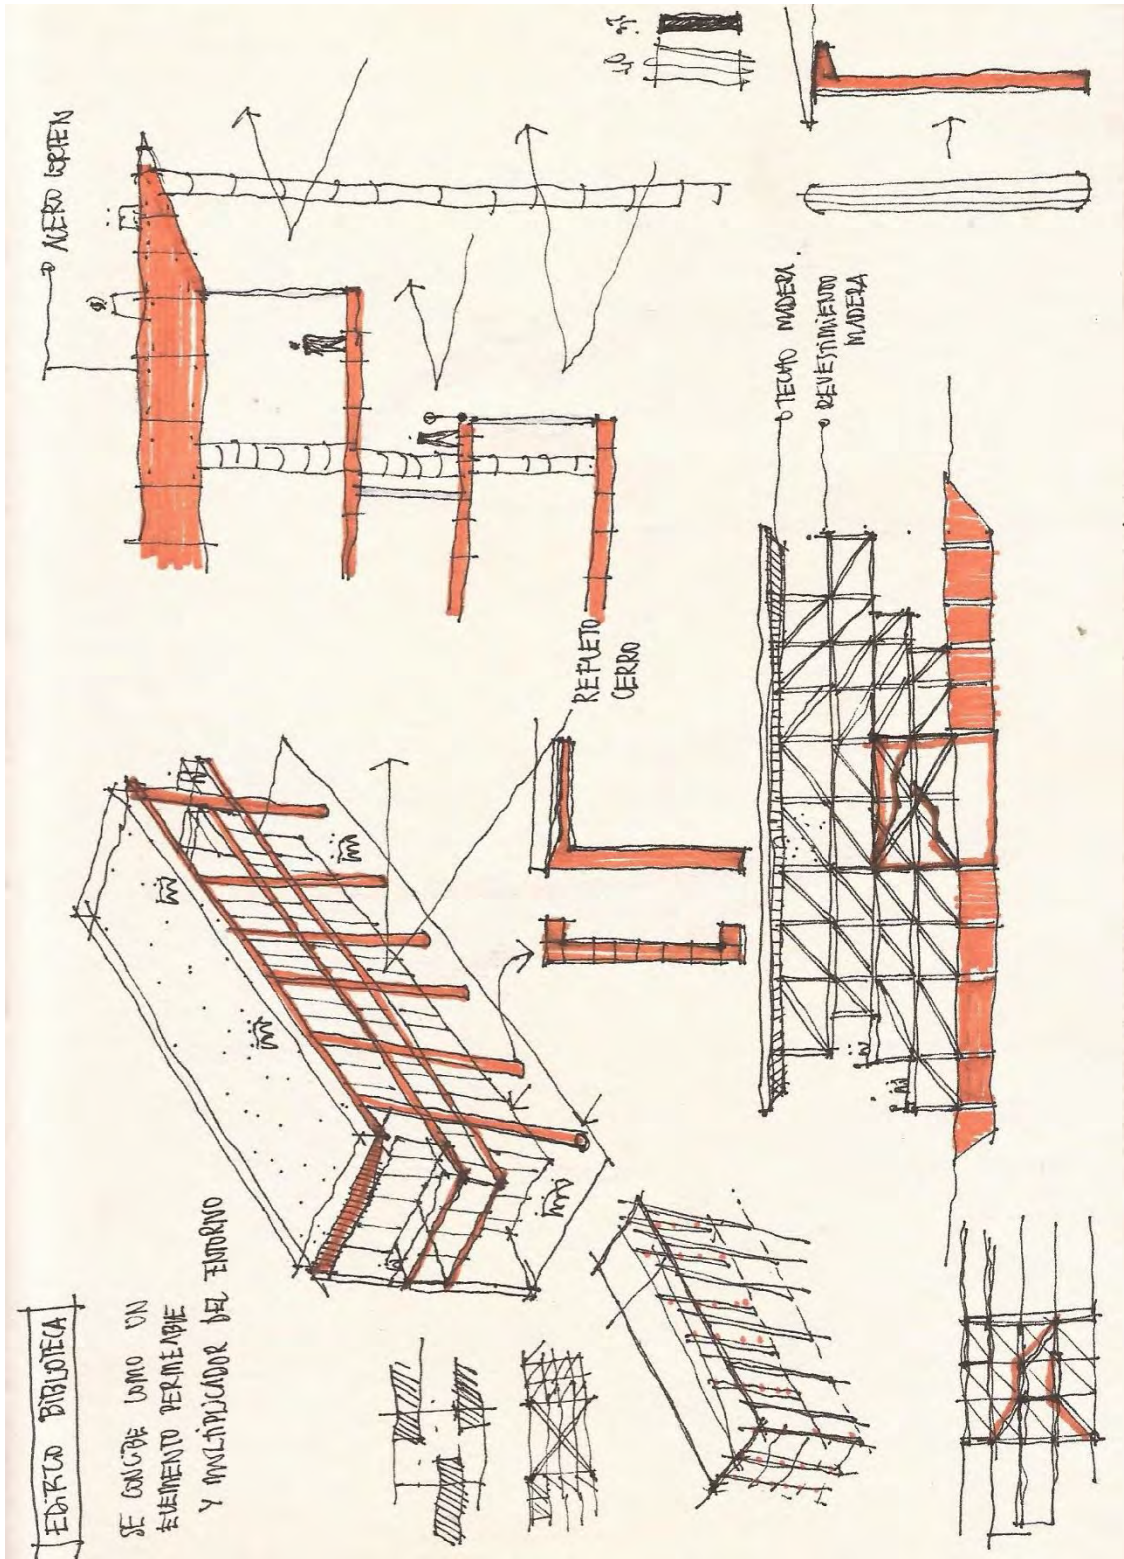 EDIFICIO BIBLIOTECA
SE CONCIBE COMO UN
ELEMENTO PERMEABLE
Y MULTIPLICADOR DEL ENTORNO
ACERO CORTEN
REFLEJO
CERRO
TECHO MADERA.
REVESTIMIENTO
MADERA